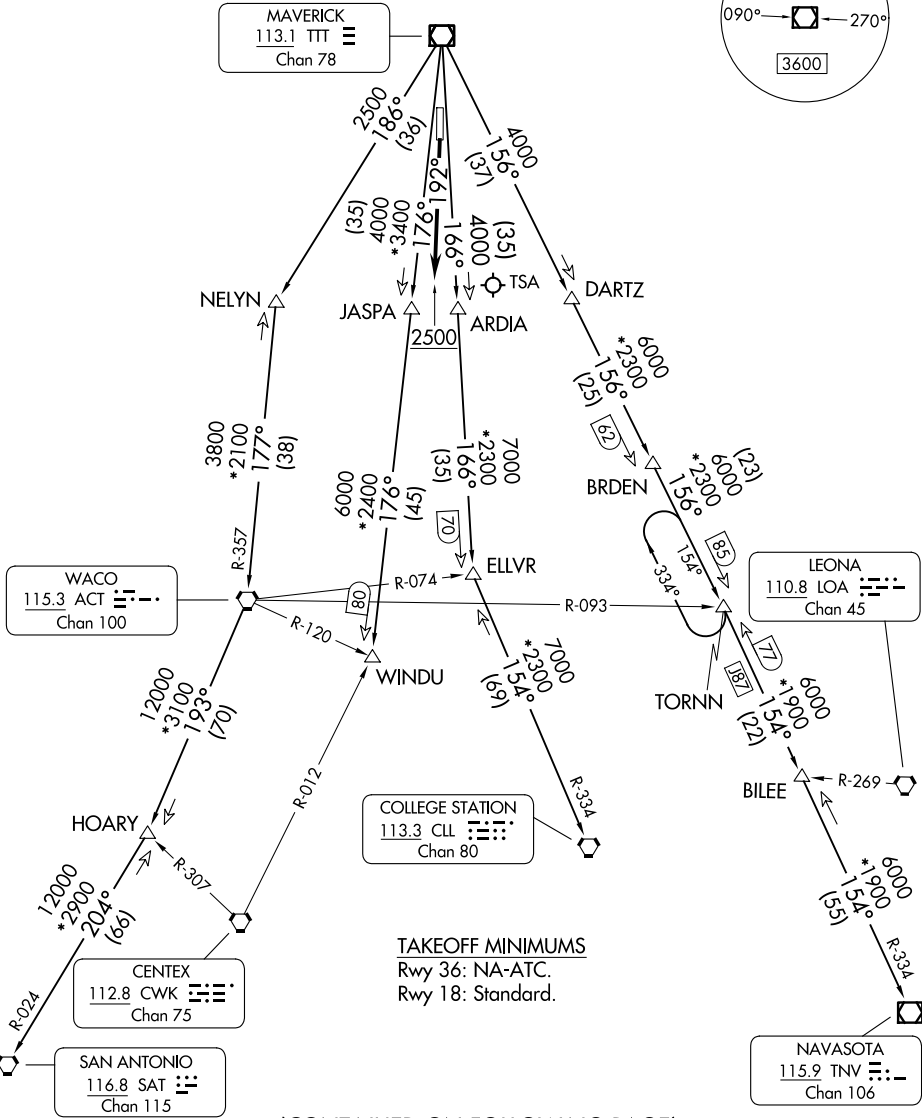 MAVERICK
113.1 TTT
Chan 78
090°
270°
3600
2500
186°
(36)
192°
(35)
4000
*3400
176°
(35)
4000
166°
4000
156°
(37)
TSA
NELYN
JASPA
ARDIA
DARTZ
2500
3800
*2100
177°
(38)
6000
*2400
176°
(45)
7000
*2300
166°
(35)
6000
*2300
156°
(25)
62
BRDEN
(23)
6000
*2300
156°
R-357
80
70
ELLVR
154°
334°
85
WACO
115.3 ACT
Chan 100
R-074
R-093
R-120
WINDU
TORNN
77
J87
LEONA
110.8 LOA
Chan 45
12000
*3100
193°
(70)
7000
*2300
154°
(69)
6000
*1900
154°
(22)
R-012
R-334
BILEE
R-269
HOARY
R-307
COLLEGE STATION
113.3 CLL
Chan 80
12000
*2900
204°
(66)
R-024
6000
*1900
154°
(55)
R-334
CENTEX
112.8 CWK
Chan 75
TAKEOFF MINIMUMS
Rwy 36: NA-ATC.
Rwy 18: Standard.
SAN ANTONIO
116.8 SAT
Chan 115
NAVASOTA
115.9 TNV
Chan 106